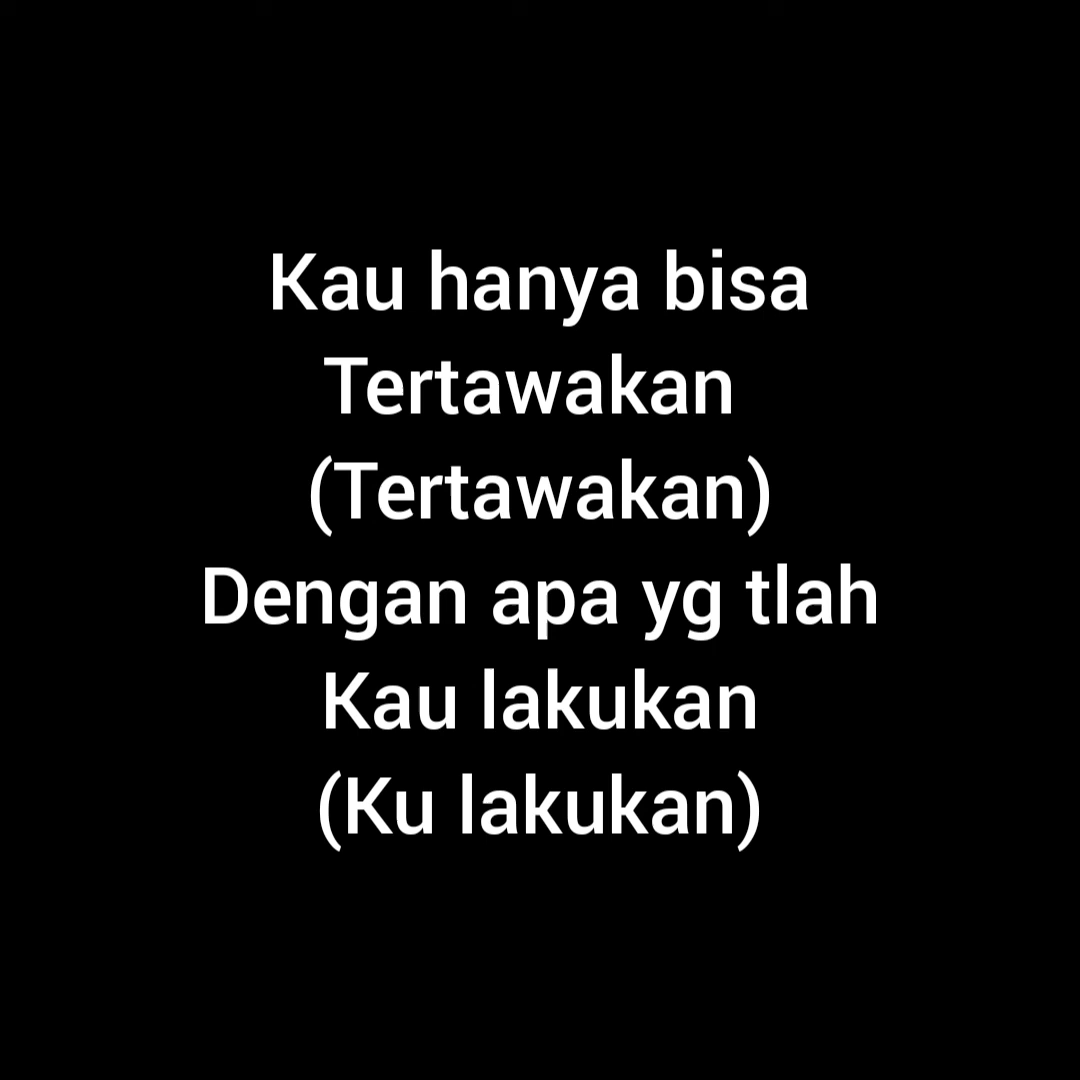 Kau hanya bisa
Tertawakan
(Tertawakan)
Dengan apa yg tlah
Kau lakukan
(Ku lakukan)